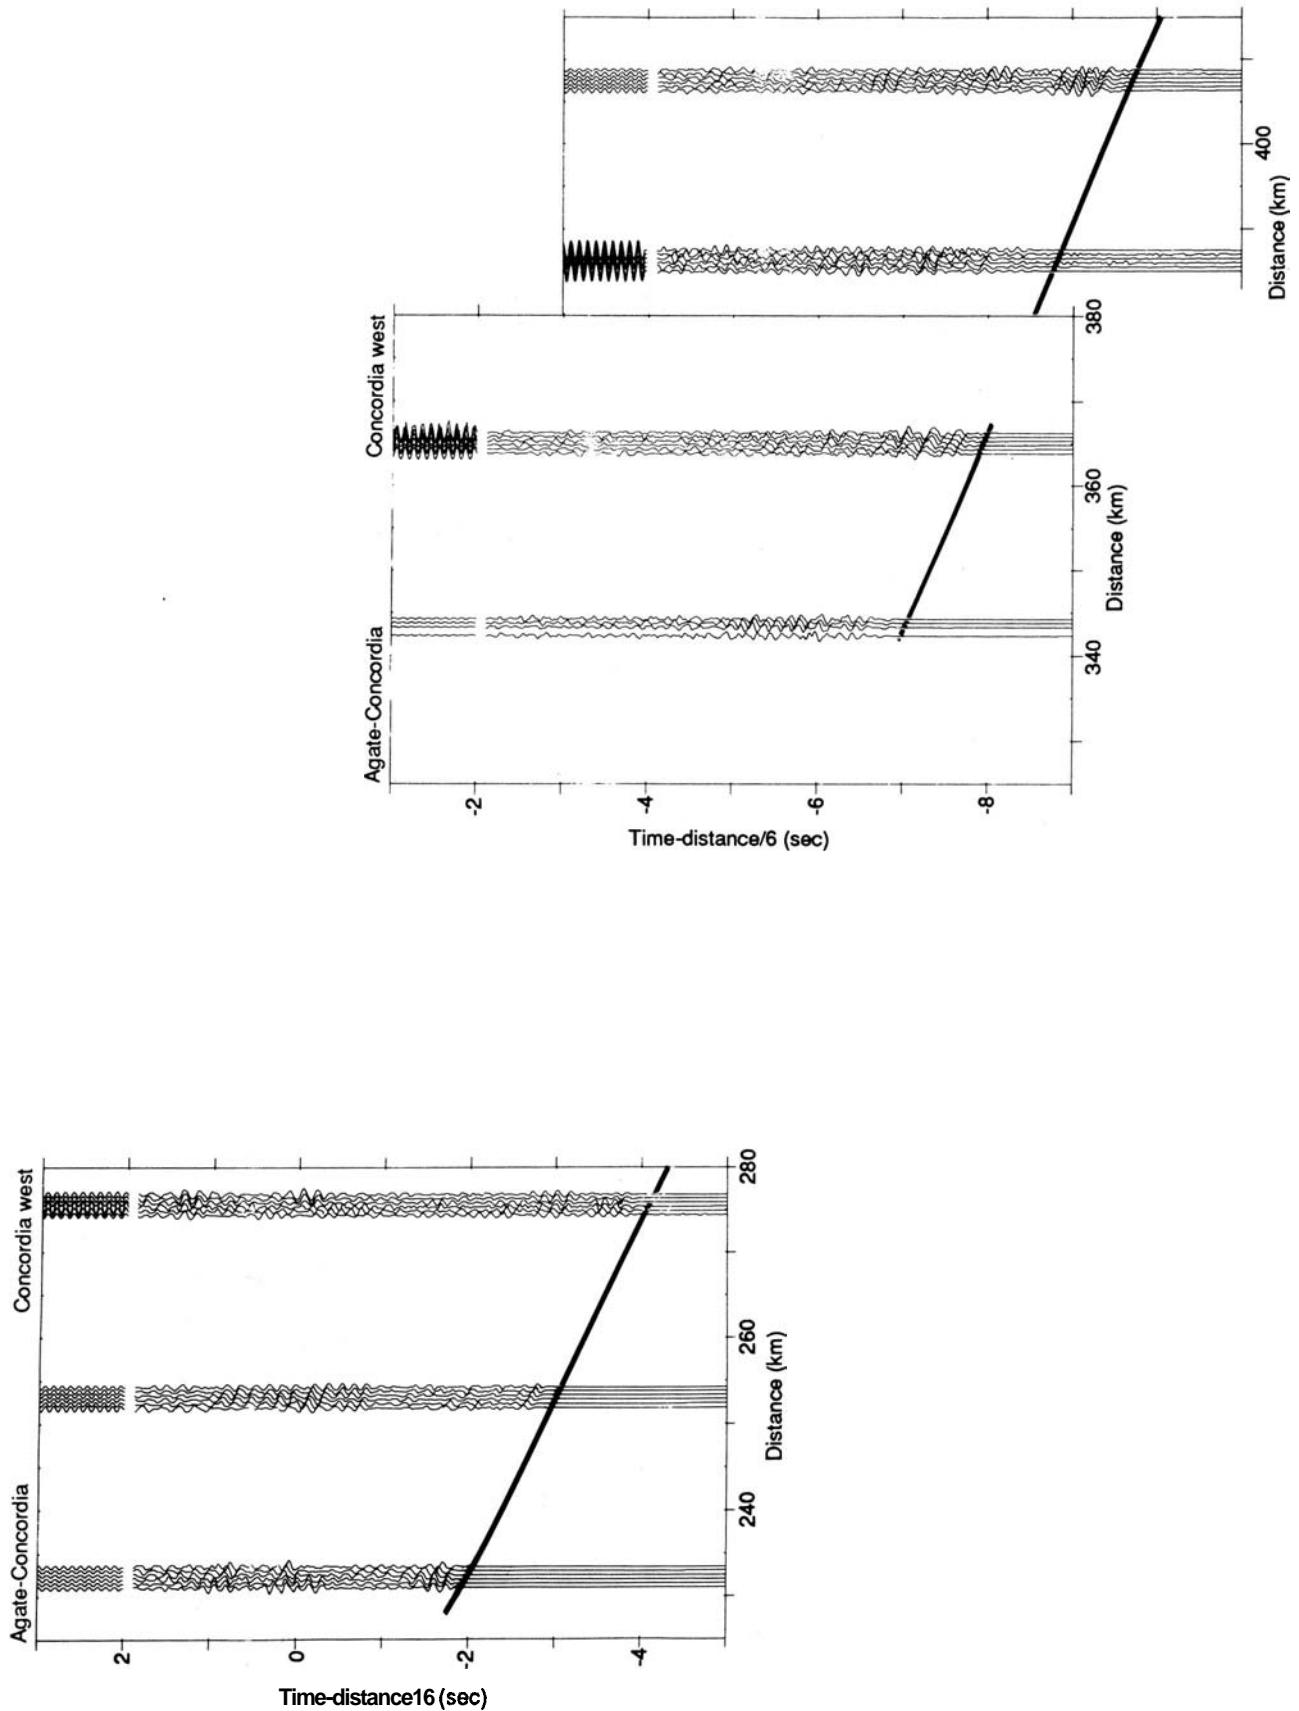 400
Distance (km)
Concordia west
380
360
Distance (km)
Agate-Concordia
340
-2
-4
-6
-8
Time-distance/6 (sec)
Concordia west
280
260
Distance (km)
Agate-Concordia
240
2
0
-2
-4
Time-distance16 (sec)